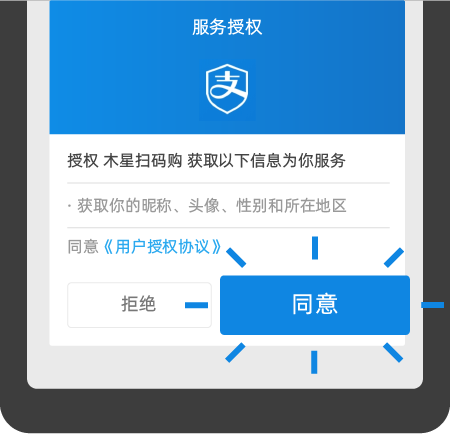 服务授权
支
授权 木星扫码购 获取以下信息为你服务
· 获取你的昵称、头像、性别和所在地区
同意《用户授权协议》
拒绝
同意